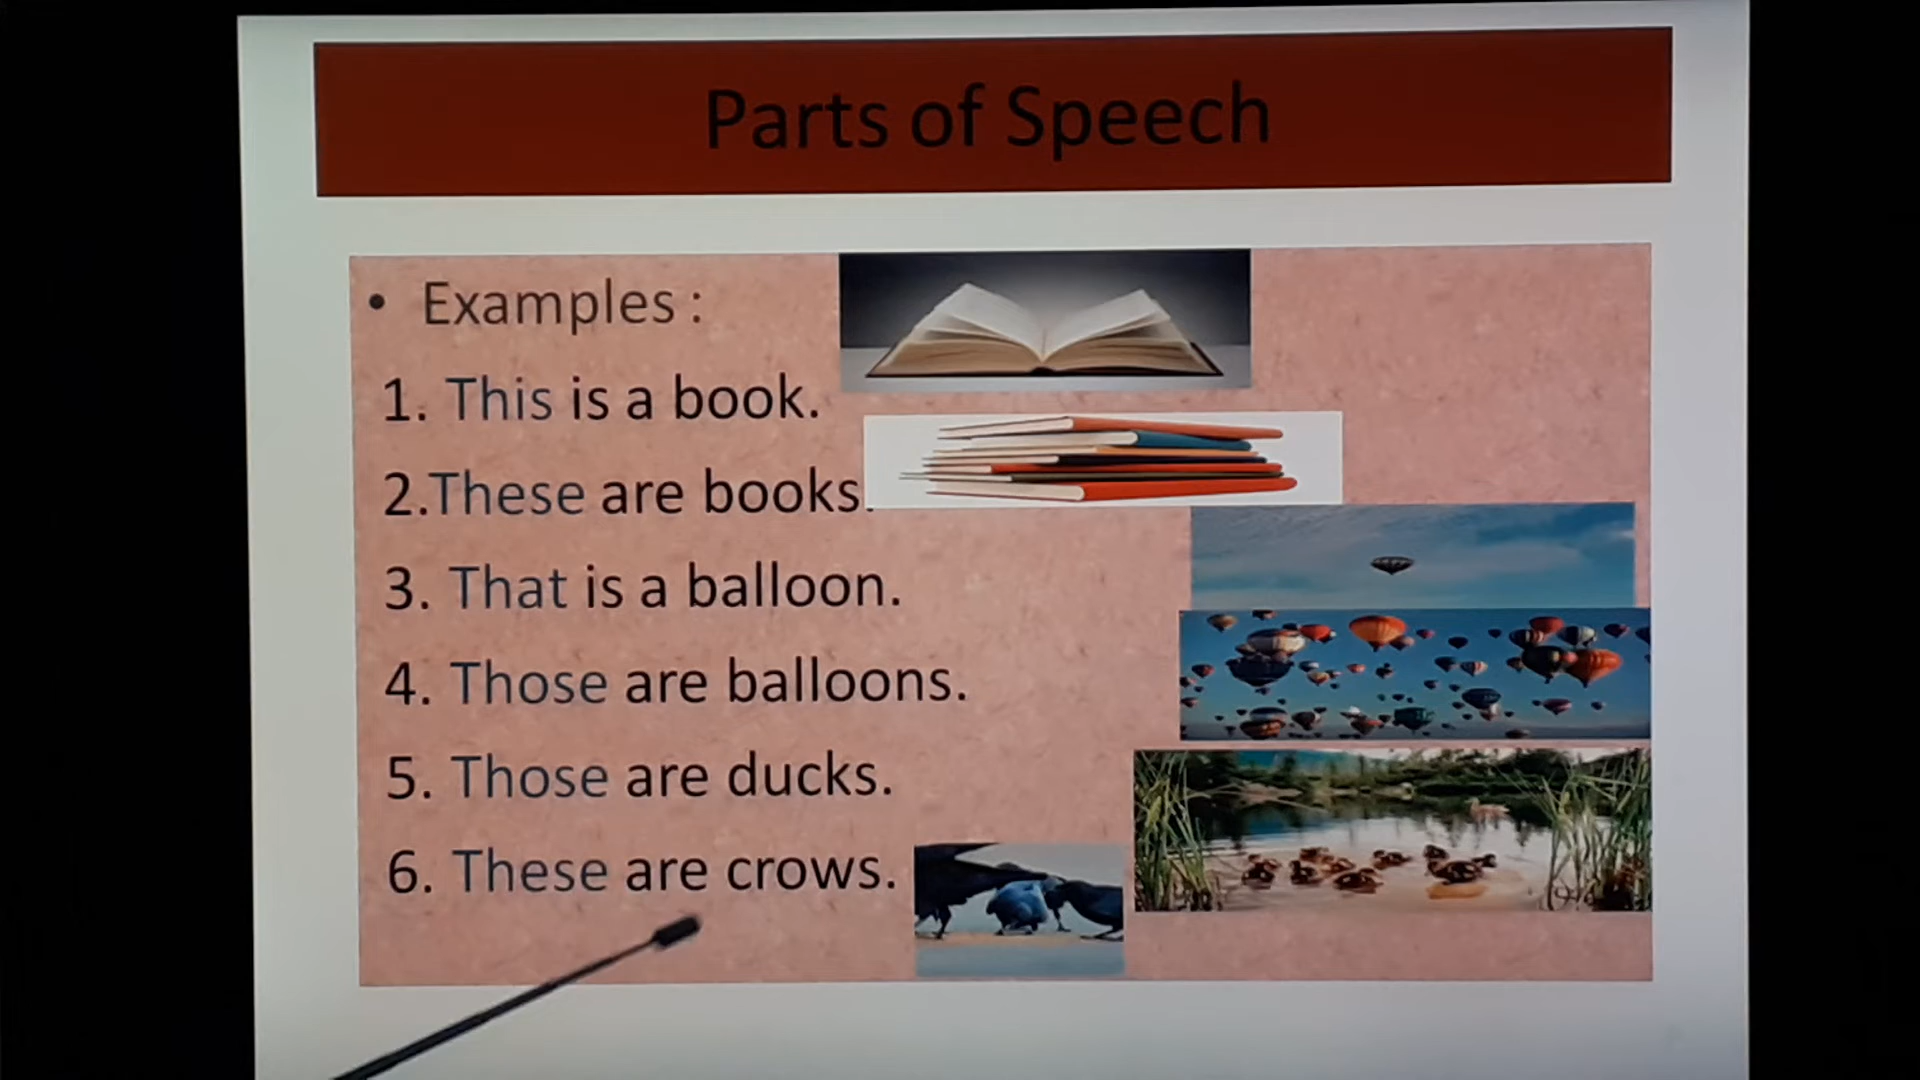 Parts of Speech
• Examples :
1. This is a book.
2.These are books.
3. That is a balloon.
4. Those are balloons.
5. Those are ducks.
6. These are crows.